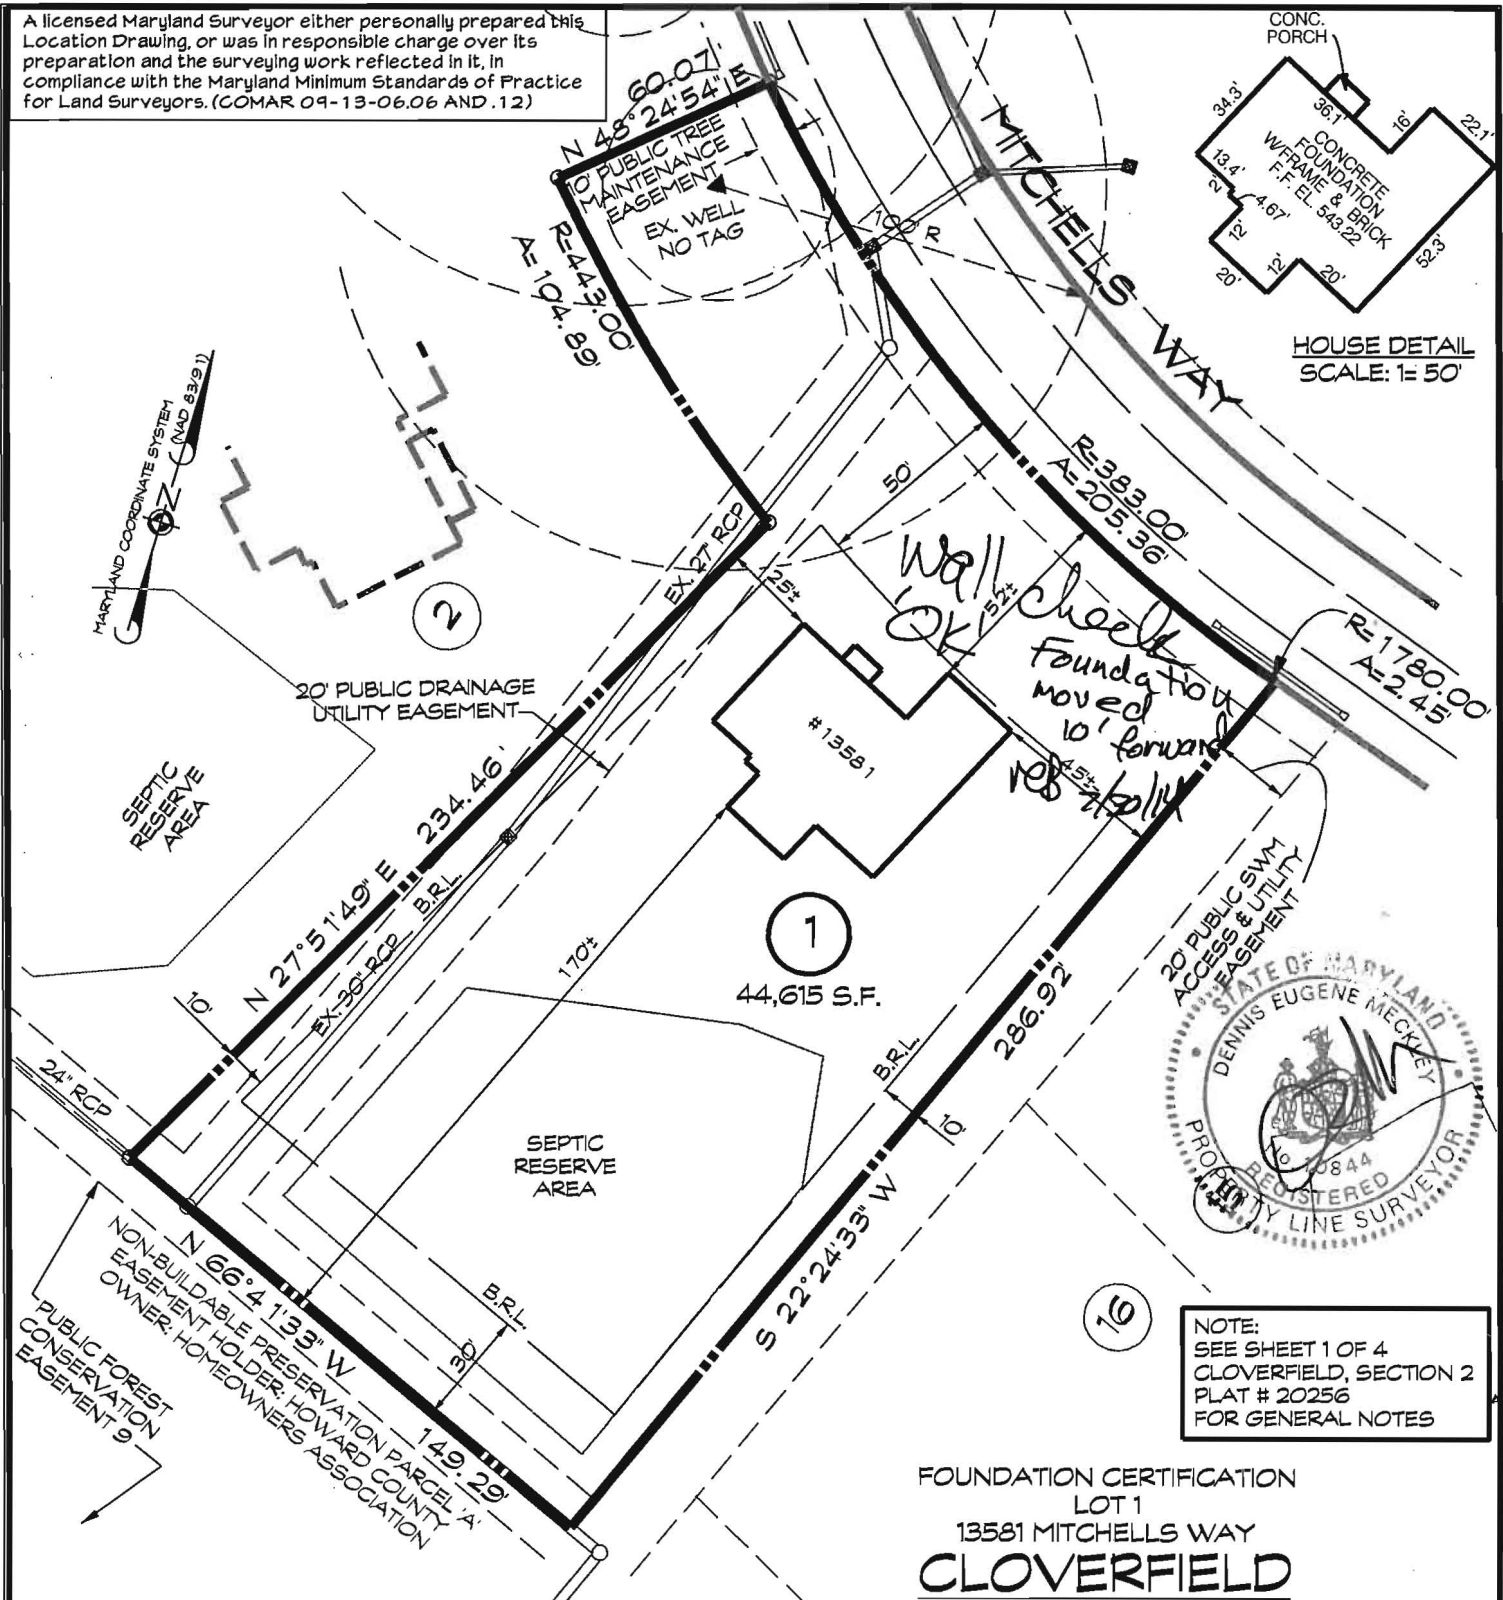 A licensed Maryland Surveyor either personally prepared this
Location Drawing, or was in responsible charge over its
preparation and the surveying work reflected in it, in
compliance with the Maryland Minimum Standards of Practice
for Land Surveyors. (COMAR 09-13-06.06 AND .12)
60.07'
N 48°24'54" E
10' PUBLIC TREE
MAINTENANCE
EASEMENT
EX. WELL
NO TAG
R=443.00'
A=104.89'
100' R
MITCHELLS WAY
CONC.
PORCH
34.3'
36.1'
16'
22.1'
13.4'
2'
4.67'
12'
20'
12'
20'
52.3'
CONCRETE
FOUNDATION
W/FRAME & BRICK
F.F. EL. 543.22
HOUSE DETAIL
SCALE: 1=50'
MARYLAND COORDINATE SYSTEM
(NAD 83/91)
N
2
50'
R=383.00'
A=205.36'
EX. 27" RCP
25'±
52'±
Wall check
OK!
Foundation
moved
10' forward
R=1780.00'
A=2.45'
20' PUBLIC DRAINAGE
UTILITY EASEMENT
#13581
45'±
SEPTIC
RESERVE
AREA
234.46'
N 27°51'49" E
B.R.L.
EX. 30" RCP
170'±
1
44,615 S.F.
20' PUBLIC SWM
ACCESS & UTILITY
EASEMENT
286.92'
S 22°24'33" W
B.R.L.
10'
10'
24" RCP
SEPTIC
RESERVE
AREA
STATE OF MARYLAND
DENNIS EUGENE MECKLEY
No 10844
REGISTERED
PROPERTY LINE SURVEYOR
N 66°41'33" W
149.29'
B.R.L.
30'
NON-BUILDABLE PRESERVATION PARCEL 'A'
EASEMENT HOLDER: HOWARD COUNTY
OWNER: HOMEOWNERS ASSOCIATION
PUBLIC FOREST
CONSERVATION
EASEMENT 9
16
NOTE:
SEE SHEET 1 OF 4
CLOVERFIELD, SECTION 2
PLAT # 20256
FOR GENERAL NOTES
FOUNDATION CERTIFICATION
LOT 1
13581 MITCHELLS WAY
CLOVERFIELD